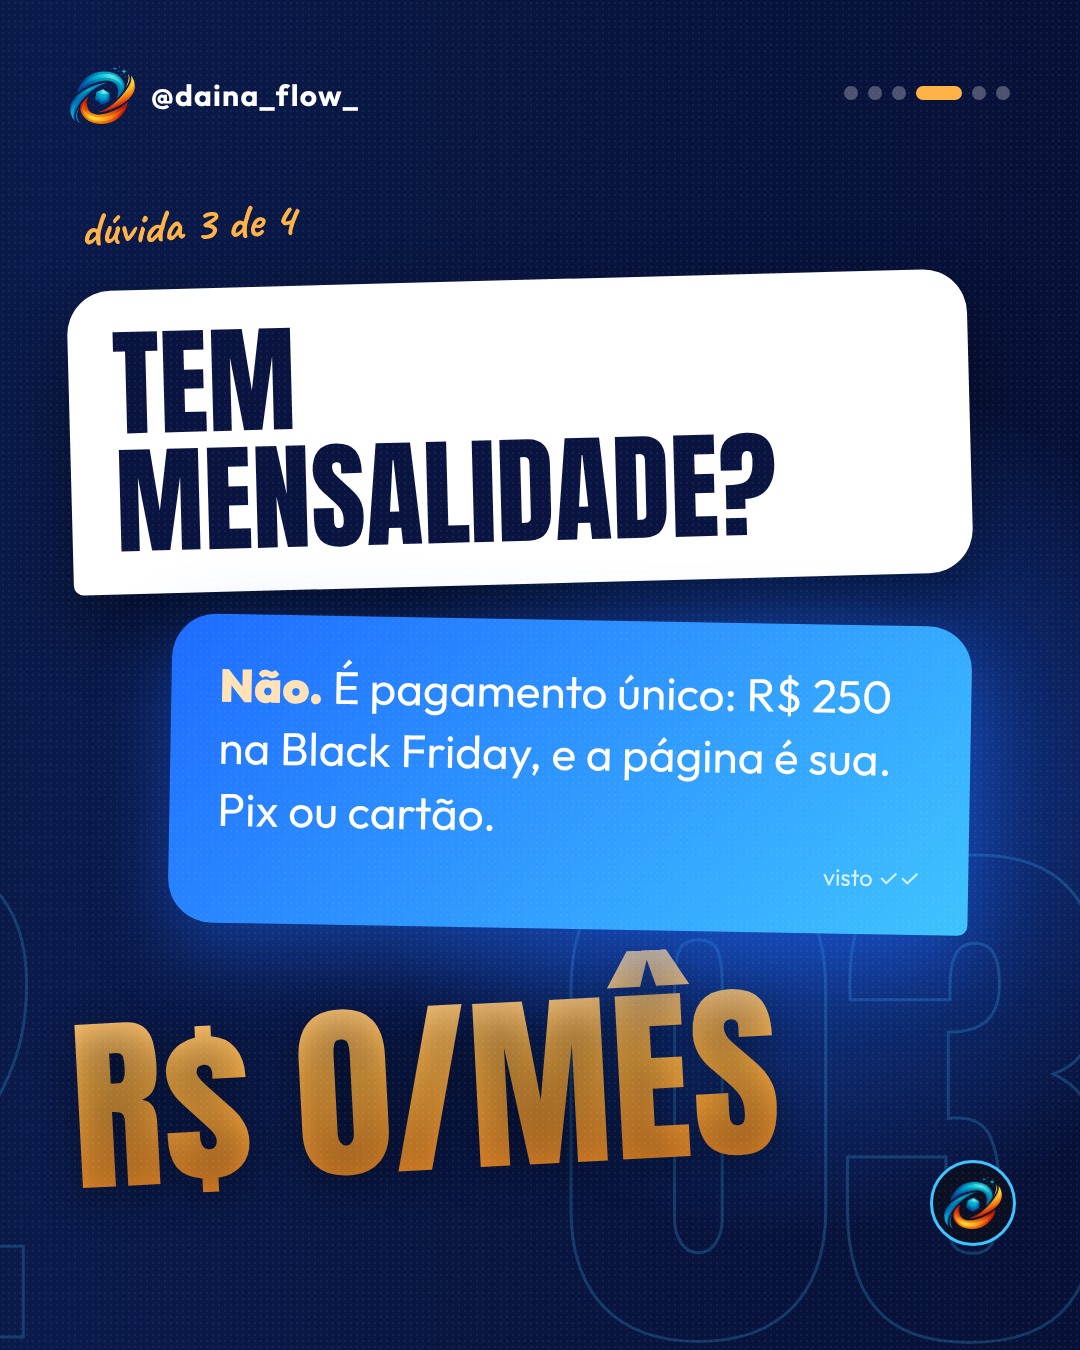 @daina_flow_
dúvida 3 de 4
TEM
MENSALIDADE?
Não. É pagamento único: R$ 250
na Black Friday, e a página é sua.
Pix ou cartão.
visto ✓✓
R$ 0/MÊS
03